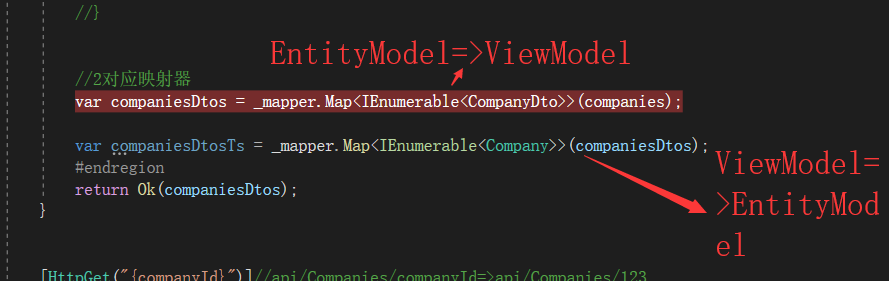 //}
EntityModel=>ViewModel
//2对应映射器
var companiesDtos = _mapper.Map<IEnumerable<CompanyDto>>(companies);
var companiesDtosTs = _mapper.Map<IEnumerable<Company>>(companiesDtos);
#endregion
return Ok(companiesDtos);
}
ViewModel=
>EntityMod
el
[HttpGet("{companyId}")]//api/Companies/companyId=>api/Companies/123